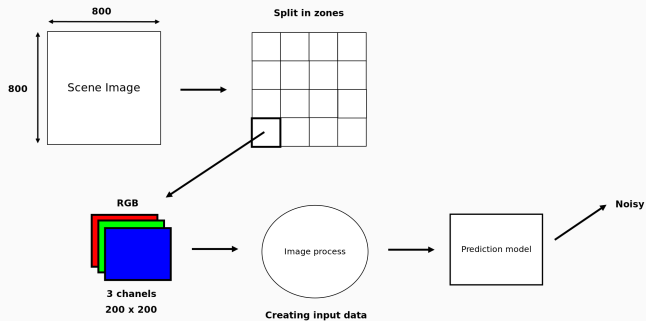 800
Split in zones
800
Scene Image
RGB
Noisy
Image process
Prediction model
3 chanels
200 x 200
Creating input data